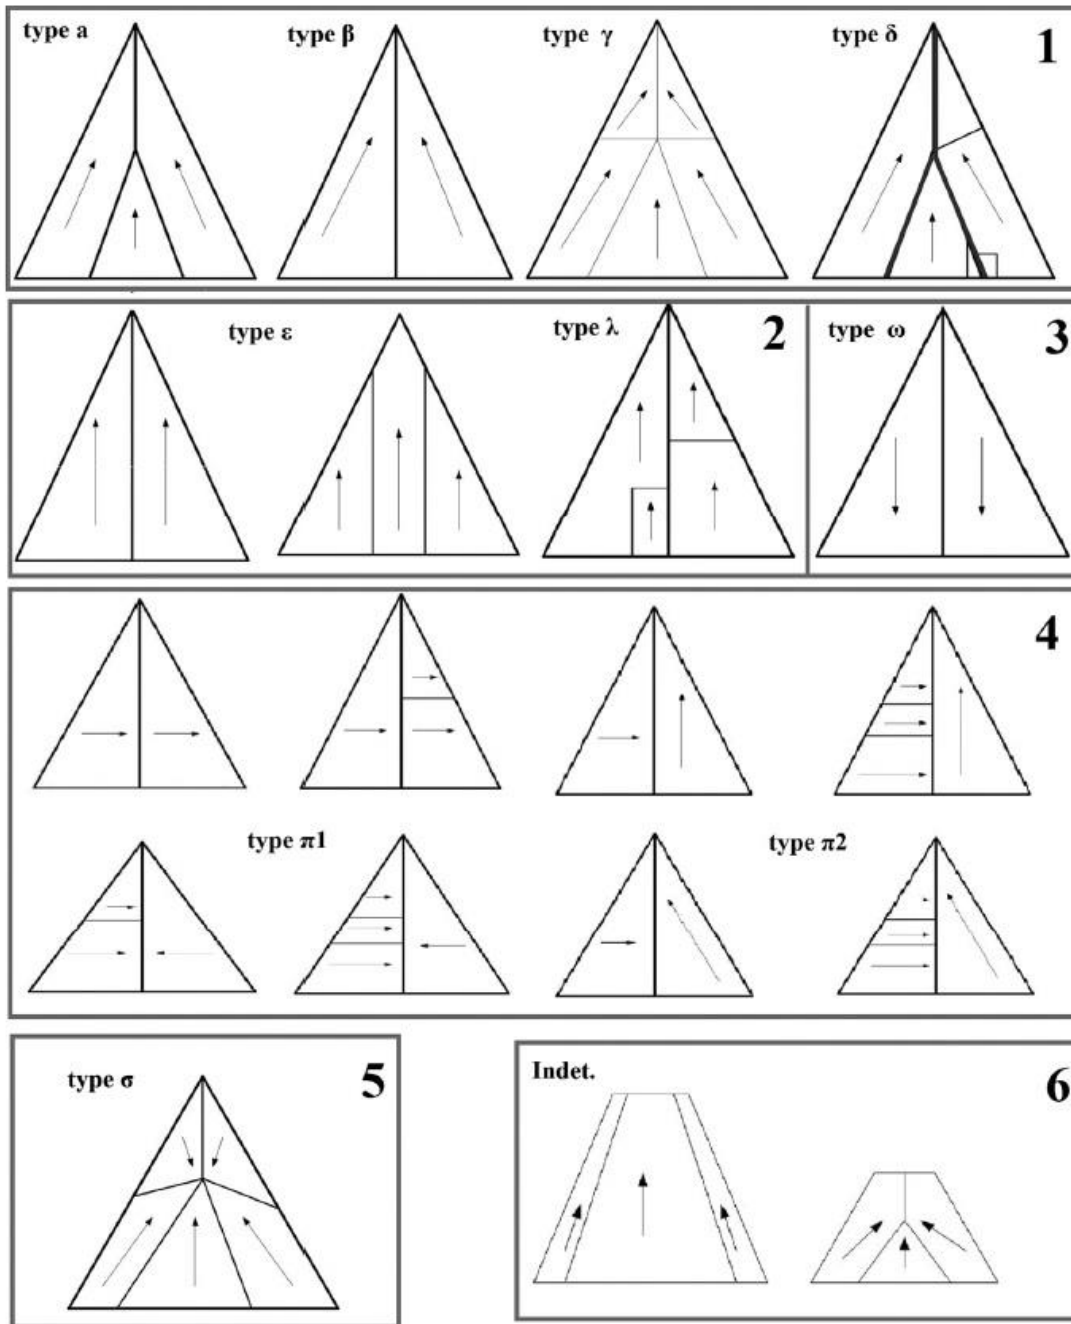 type a
type β
type γ
type δ
1
type ε
type λ
2
type ω
3
4
type π1
type π2
type σ
5
Indet.
6